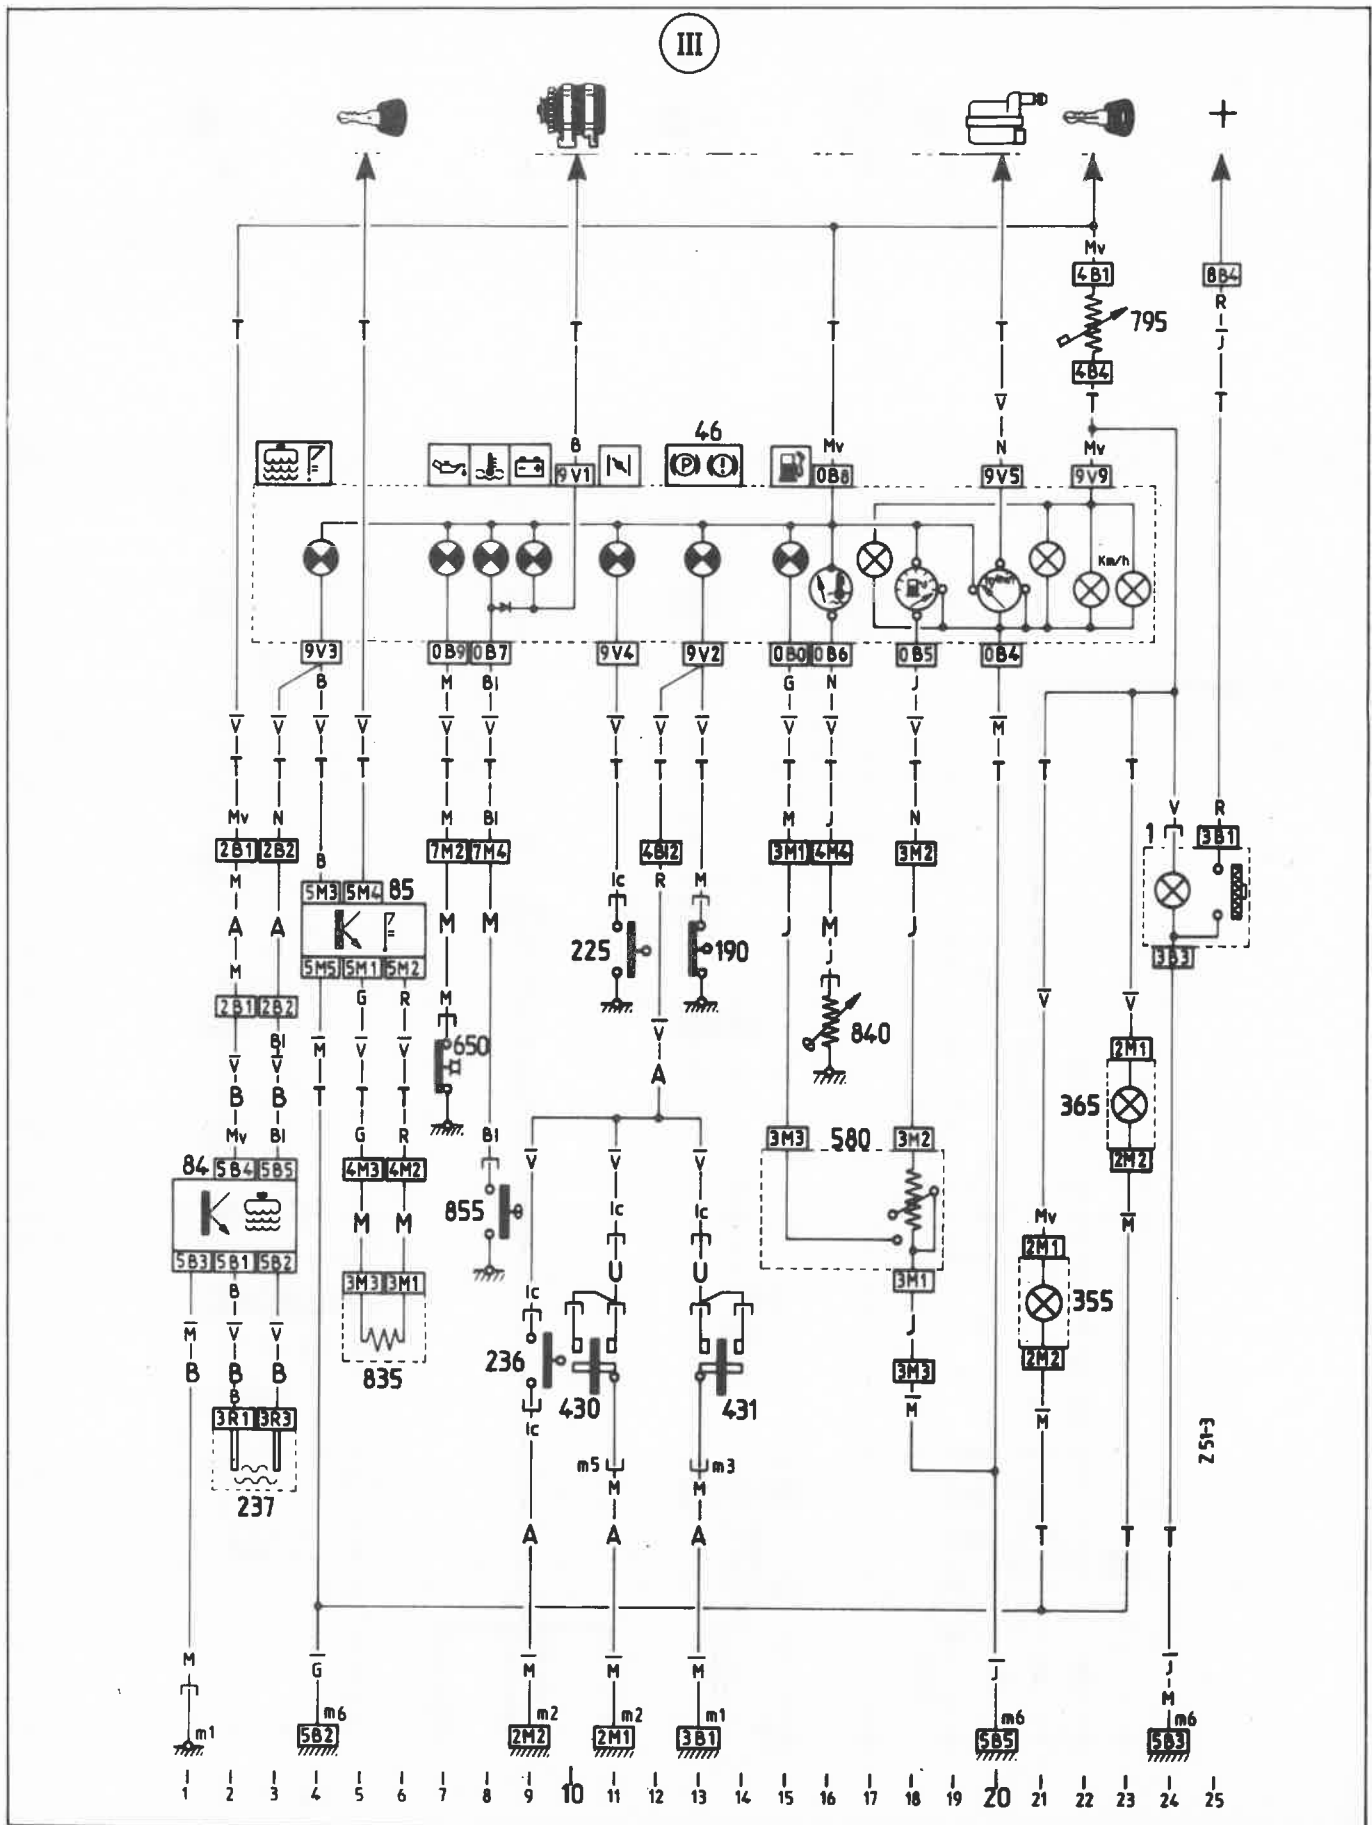 III
+
Mv
4B1
8B4
R
J̅
T T T T T 795 T
4B4
T
V̅
B Mv N Mv
46
9V1 (P) (!) 0B8 9V5 9V9
Km/h
tr/mn
9V3 0B9 0B7 9V4 9V2 0B0 0B6 0B5 0B4
B M Bl G N J
V̅ V̅ V̅ V̅ V̅ V̅ V̅ V̅ V̅ V̅ V̅ V̅ M̅
T T T T T T T T T T T T T T T
Mv N M Bl M J N V R
2B1 2B2 B 7M2 7M4 4B12 3M1 4M4 3M2 1 3B1
M Ic R M
5M3 5M4 85
A A M M J M J
225 190
M 5M5 5M1 5M2 J 3B3
2B1 2B2 G R M V̅ V̅
Bl
M̅ V̅ V̅ 650 V̅ 840 2M1
V̅ V̅
B B T T T A 365
Mv Bl G R Bl 3M3 580 3M2
84 5B4 5B5 4M3 4M2 V̅ V̅ V̅ 2M2
M M 855 Ic Ic Mv M̅
5B3 5B1 5B2 2M1
B 3M3 3M1 U U 3M1
Ic 355
M̅ V̅ V̅ J
B B B 835 236 430 431 3M3 2M2
B
3R1 3R3 Ic M̅ M̅
m5 m3 Z 51-3
237 M M
A A A T T T
M G̅ M̅ M̅ M̅ J̅ J̅
M
m1 m6 m2 m2 m1 m6 m6
5B2 2M2 2M1 3B1 5B5 5B3
1 2 3 4 5 6 7 8 9 10 11 12 13 14 15 16 17 18 19 20 21 22 23 24 25